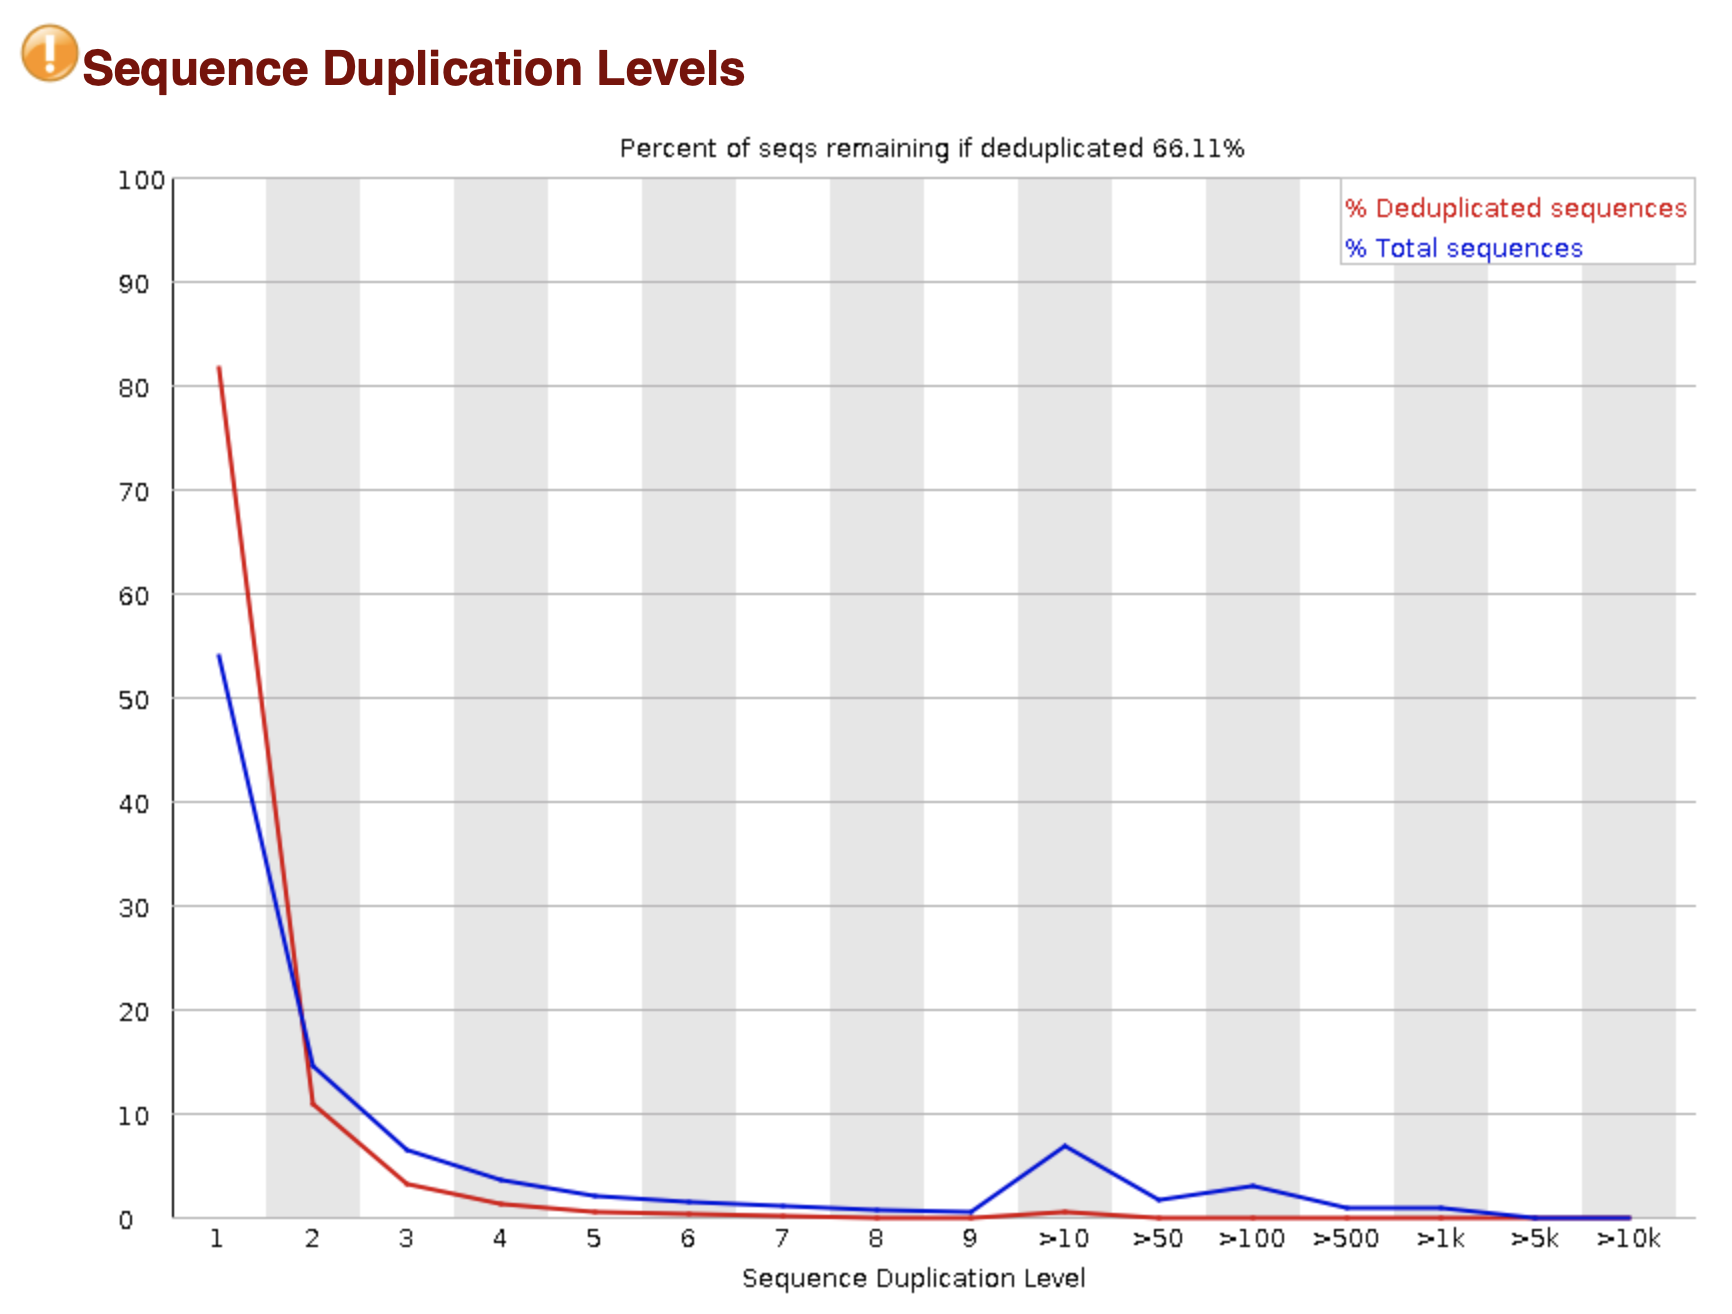 Sequence Duplication Levels
Percent of seqs remaining if deduplicated 66.11%
% Deduplicated sequences
% Total sequences
100
90
80
70
60
50
40
30
20
10
0
1 2 3 4 5 6 7 8 9 >10 >50 >100 >500 >1k >5k >10k
Sequence Duplication Level